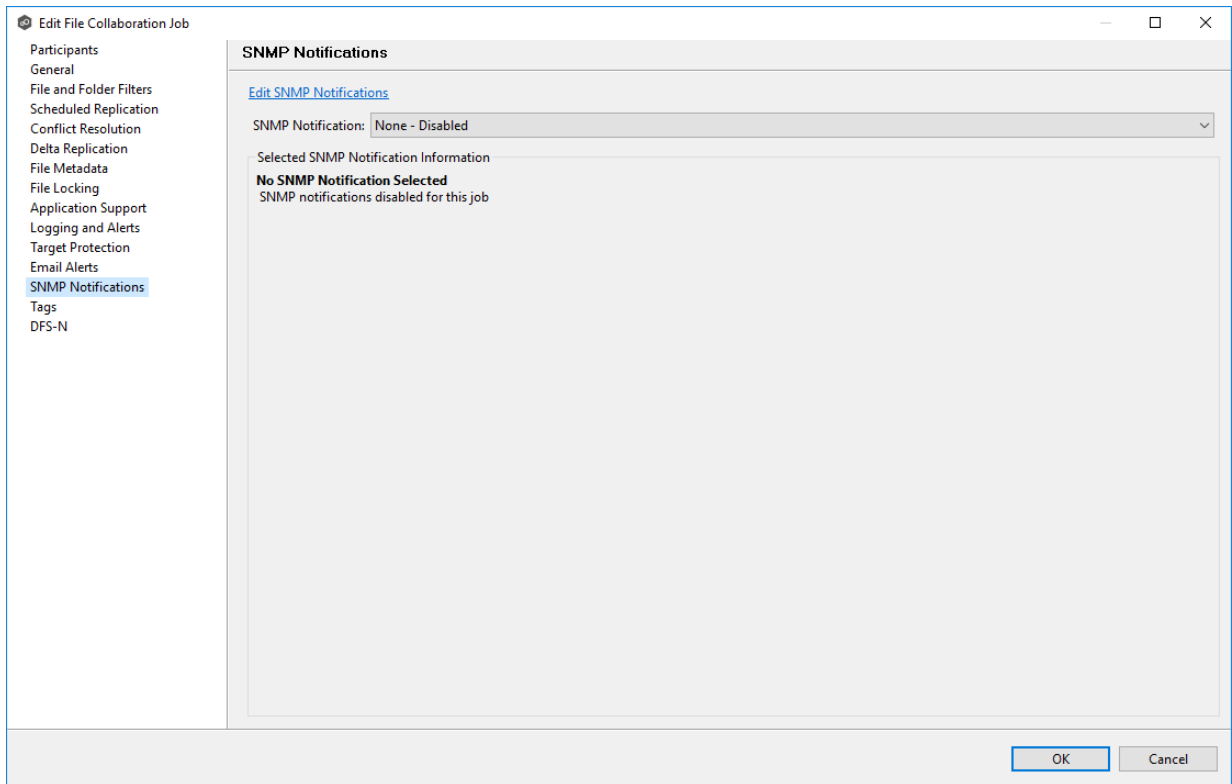 Edit File Collaboration Job
Participants
General
File and Folder Filters
Scheduled Replication
Conflict Resolution
Delta Replication
File Metadata
File Locking
Application Support
Logging and Alerts
Target Protection
Email Alerts
SNMP Notifications
Tags
DFS-N
SNMP Notifications
Edit SNMP Notifications
SNMP Notification: None - Disabled
Selected SNMP Notification Information
No SNMP Notification Selected
SNMP notifications disabled for this job
OK Cancel